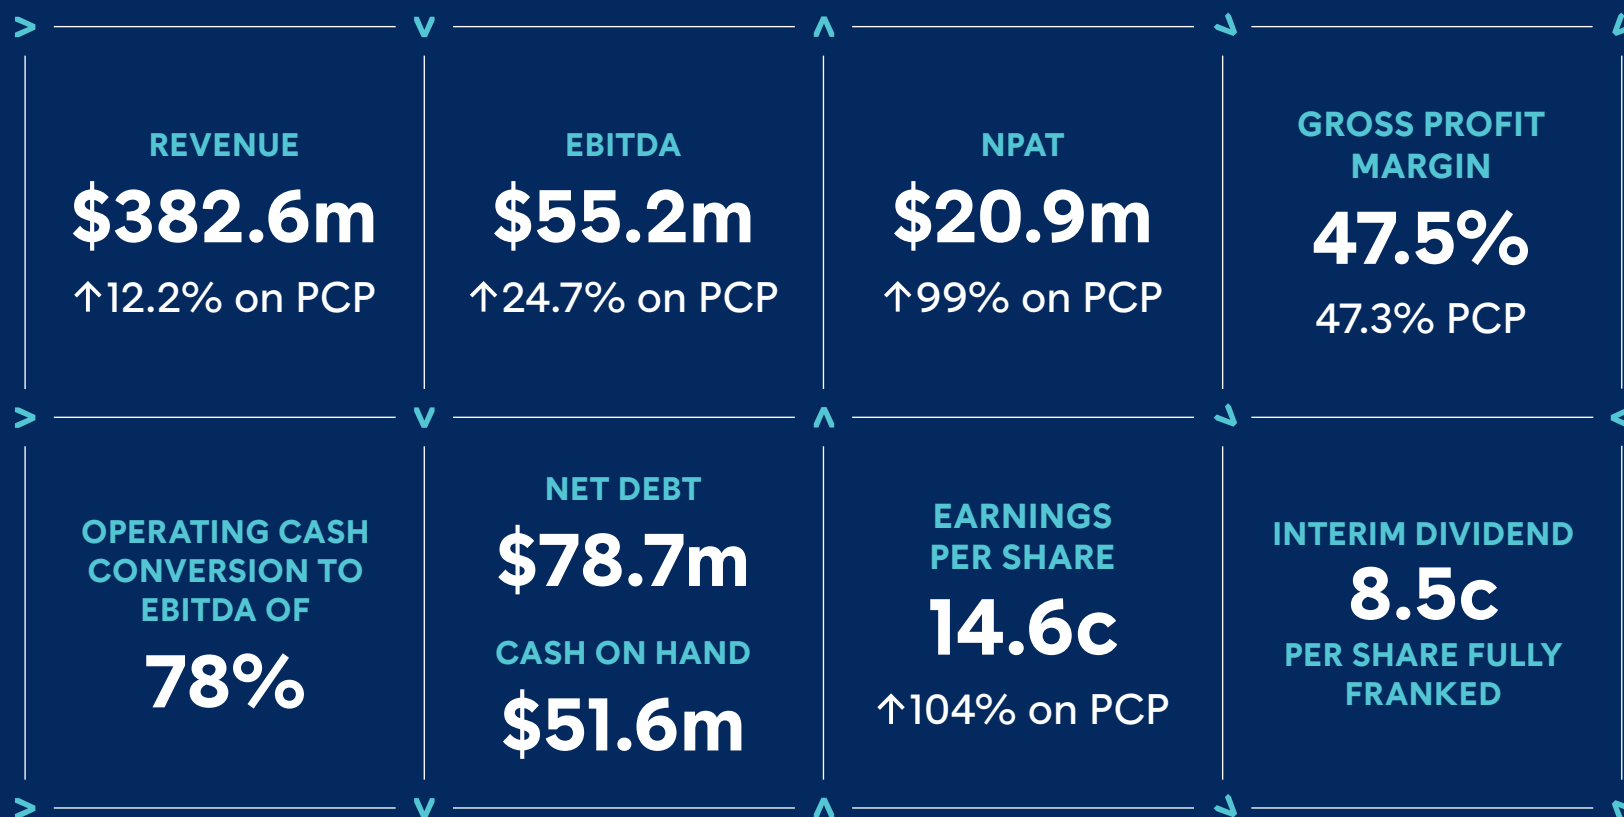 REVENUE
$382.6m
↑12.2% on PCP
EBITDA
$55.2m
↑24.7% on PCP
NPAT
$20.9m
↑99% on PCP
GROSS PROFIT
MARGIN
47.5%
47.3% PCP
OPERATING CASH
CONVERSION TO
EBITDA OF
78%
NET DEBT
$78.7m
CASH ON HAND
$51.6m
EARNINGS
PER SHARE
14.6c
↑104% on PCP
INTERIM DIVIDEND
8.5c
PER SHARE FULLY
FRANKED